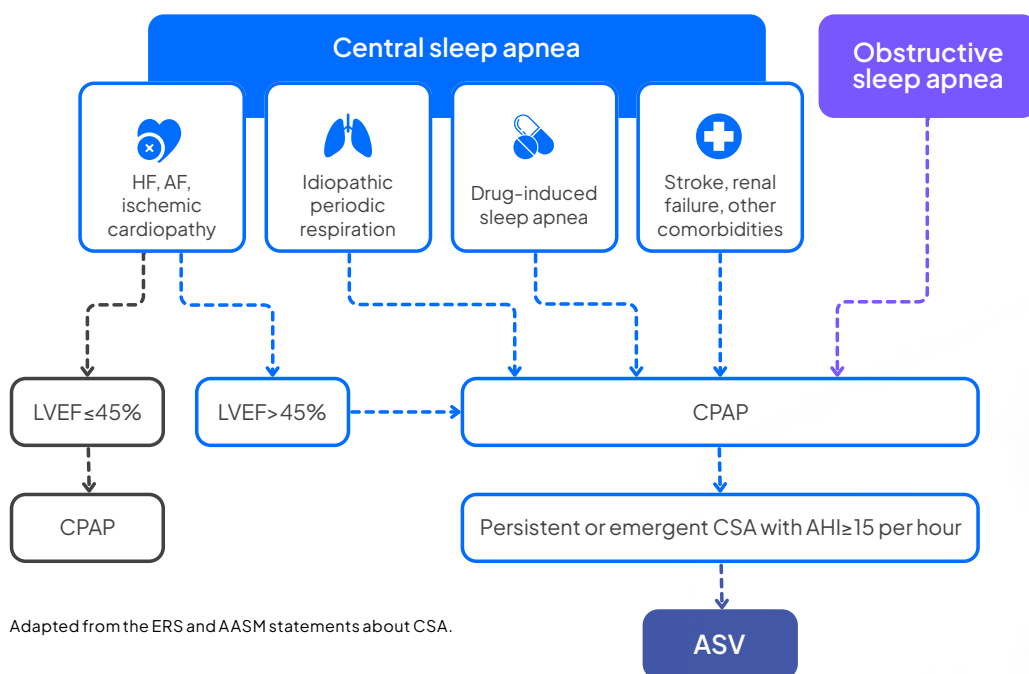 Central sleep apnea
Obstructive
sleep apnea
HF, AF,
ischemic
cardiopathy
Idiopathic
periodic
respiration
Drug-induced
sleep apnea
Stroke, renal
failure, other
comorbidities
LVEF≤45%
LVEF>45%
CPAP
CPAP
Persistent or emergent CSA with AHI≥15 per hour
Adapted from the ERS and AASM statements about CSA.
ASV